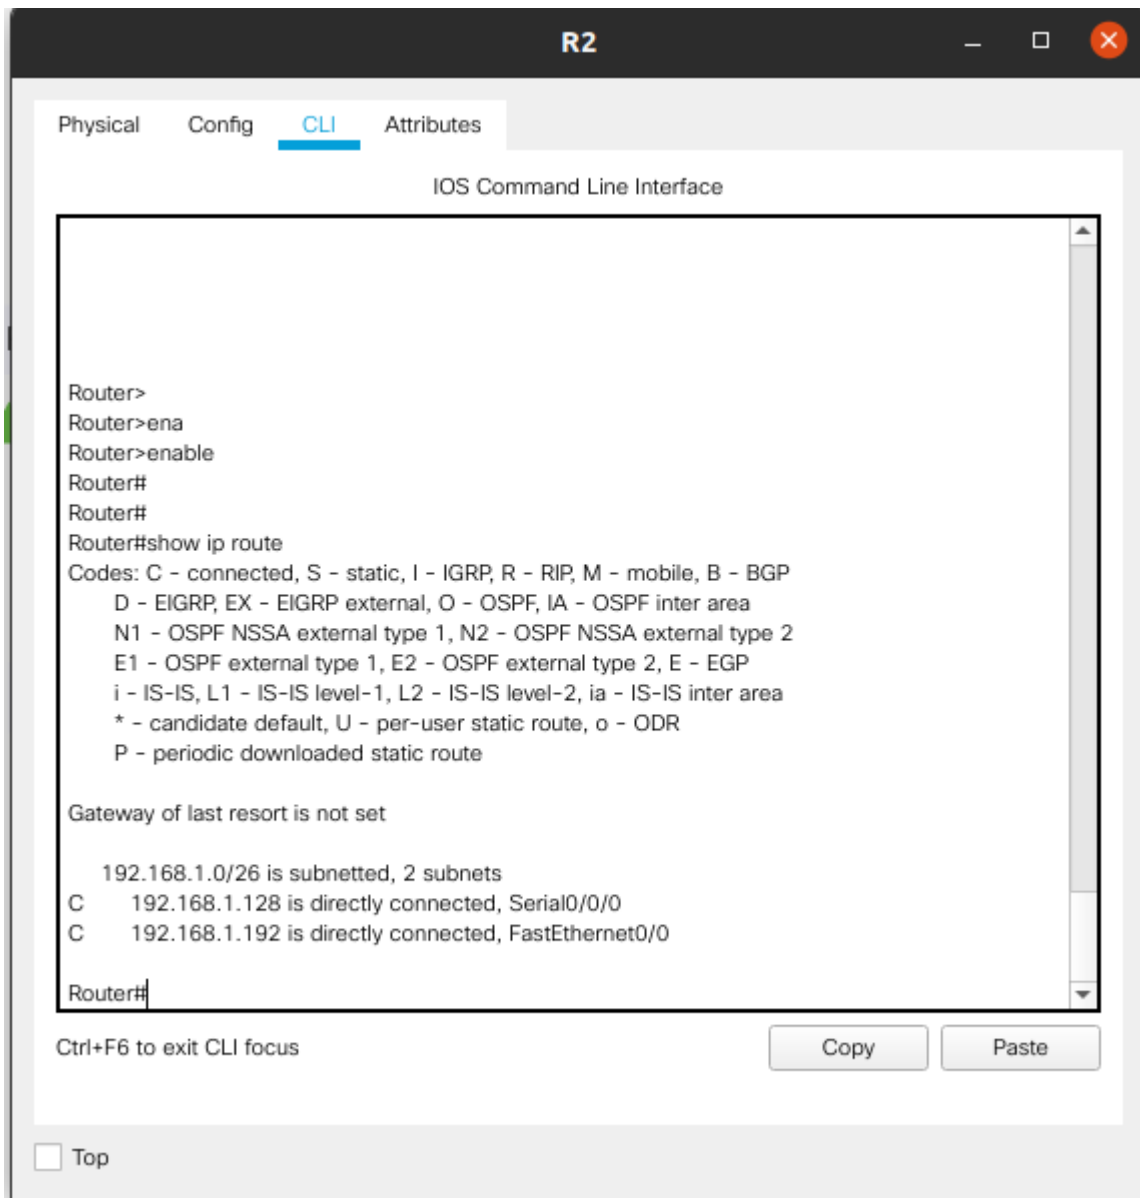 R2
Physical Config CLI Attributes
IOS Command Line Interface
Router>
Router>ena
Router>enable
Router#
Router#
Router#show ip route
Codes: C - connected, S - static, I - IGRP, R - RIP, M - mobile, B - BGP
D - EIGRP, EX - EIGRP external, O - OSPF, IA - OSPF inter area
N1 - OSPF NSSA external type 1, N2 - OSPF NSSA external type 2
E1 - OSPF external type 1, E2 - OSPF external type 2, E - EGP
i - IS-IS, L1 - IS-IS level-1, L2 - IS-IS level-2, ia - IS-IS inter area
* - candidate default, U - per-user static route, o - ODR
P - periodic downloaded static route
Gateway of last resort is not set
192.168.1.0/26 is subnetted, 2 subnets
C 192.168.1.128 is directly connected, Serial0/0/0
C 192.168.1.192 is directly connected, FastEthernet0/0
Router#
Ctrl+F6 to exit CLI focus Copy Paste
Top